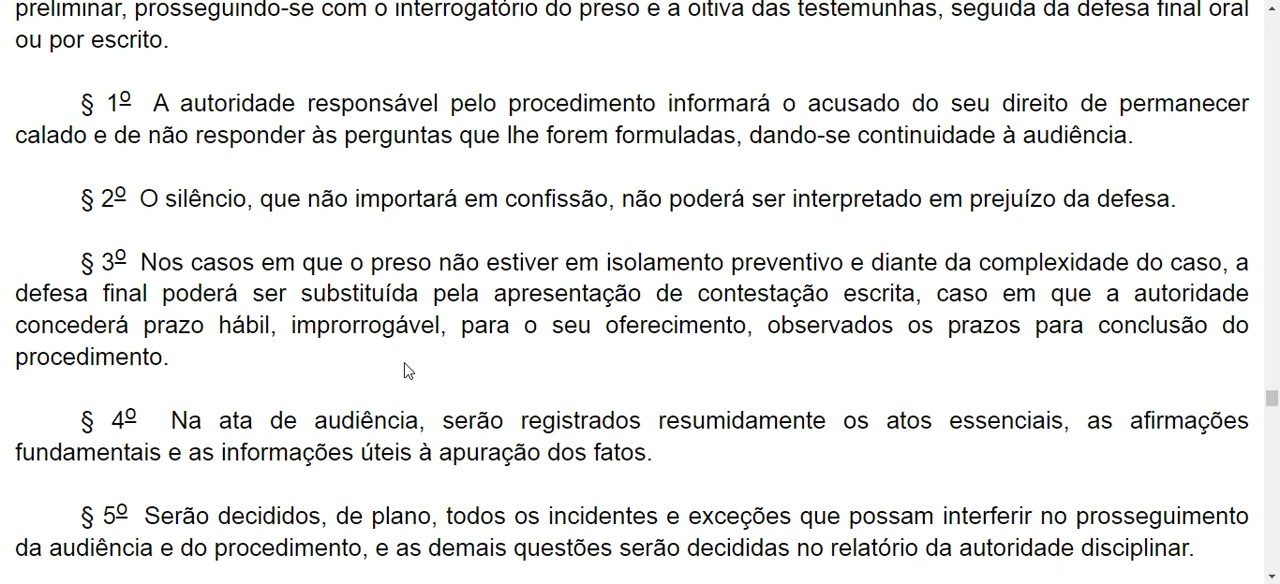 preliminar, prosseguindo-se com o interrogatório do preso e a oitiva das testemunhas, seguida da defesa final oral
ou por escrito.
§ 1º A autoridade responsável pelo procedimento informará o acusado do seu direito de permanecer
calado e de não responder às perguntas que lhe forem formuladas, dando-se continuidade à audiência.
§ 2º O silêncio, que não importará em confissão, não poderá ser interpretado em prejuízo da defesa.
§ 3º Nos casos em que o preso não estiver em isolamento preventivo e diante da complexidade do caso, a
defesa final poderá ser substituída pela apresentação de contestação escrita, caso em que a autoridade
concederá prazo hábil, improrrogável, para o seu oferecimento, observados os prazos para conclusão do
procedimento.
§ 4º Na ata de audiência, serão registrados resumidamente os atos essenciais, as afirmações
fundamentais e as informações úteis à apuração dos fatos.
§ 5º Serão decididos, de plano, todos os incidentes e exceções que possam interferir no prosseguimento
da audiência e do procedimento, e as demais questões serão decididas no relatório da autoridade disciplinar.